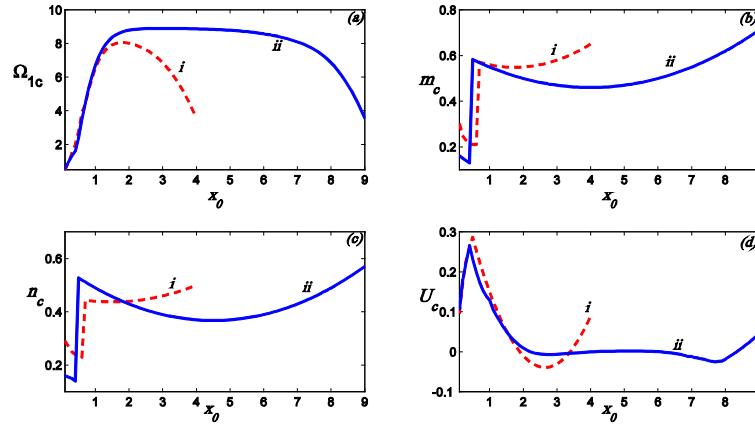 (a)
10
8
6
4
2
Ω1c
i
ii
1 2 3 4 5 6 7 8 9
x0
(b)
0.8
0.6
0.4
0.2
mc
i
ii
1 2 3 4 5 6 7 8
x0
(c)
0.6
0.4
0.2
nc
i
ii
1 2 3 4 5 6 7 8 9
x0
(d)
0.3
0.2
0.1
0
-0.1
Uc
i
ii
1 2 3 4 5 6 7 8
x0